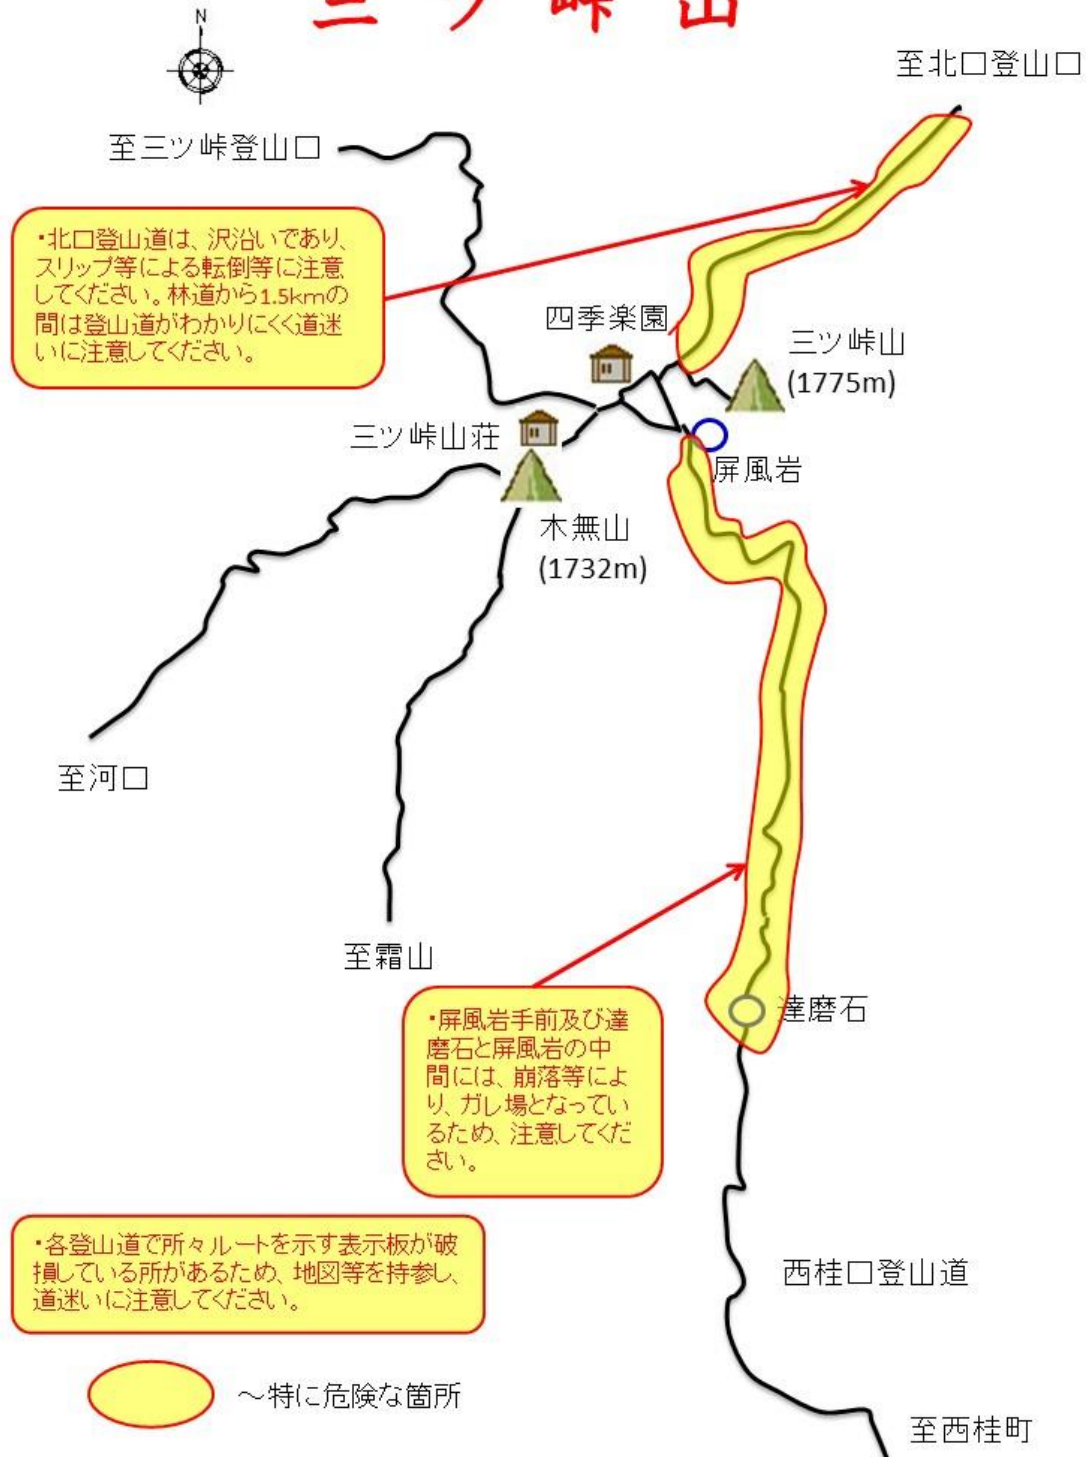 三ツ峠山
N
至北口登山口
至三ツ峠登山口
・北口登山道は、沢沿いであり、
スリップ等による転倒等に注意
してください。林道から1.5kmの
間は登山道がわかりにくく道迷
いに注意してください。
四季楽園
三ツ峠山
(1775m)
三ツ峠山荘
屏風岩
木無山
(1732m)
至河口
至霜山
達磨石
・屏風岩手前及び達
磨石と屏風岩の中
間には、崩落等によ
り、ガレ場となってい
るため、注意してくだ
さい。
・各登山道で所々ルートを示す表示板が破
損している所があるため、地図等を持参し、
道迷いに注意してください。
西桂口登山道
～特に危険な箇所
至西桂町